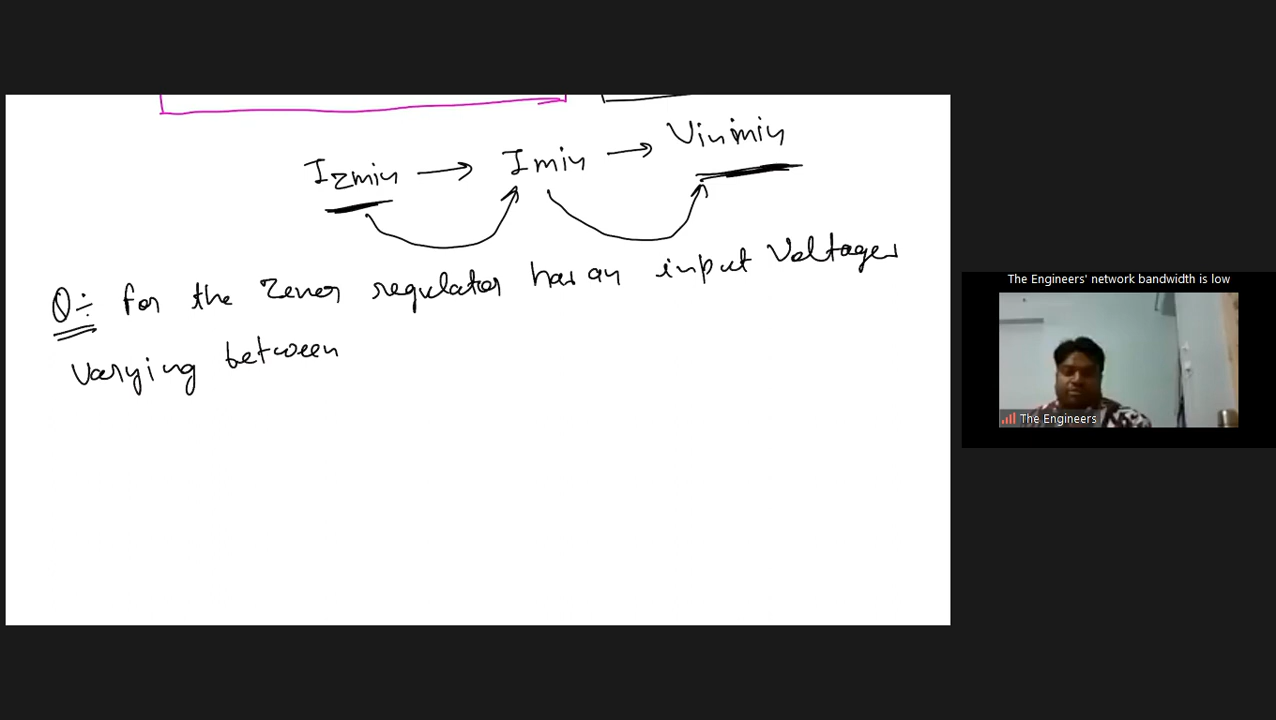 Izmin → Imin → Vinmin
Q÷ for the zener regulator has an input Voltages
Varying between
The Engineers' network bandwidth is low
The Engineers